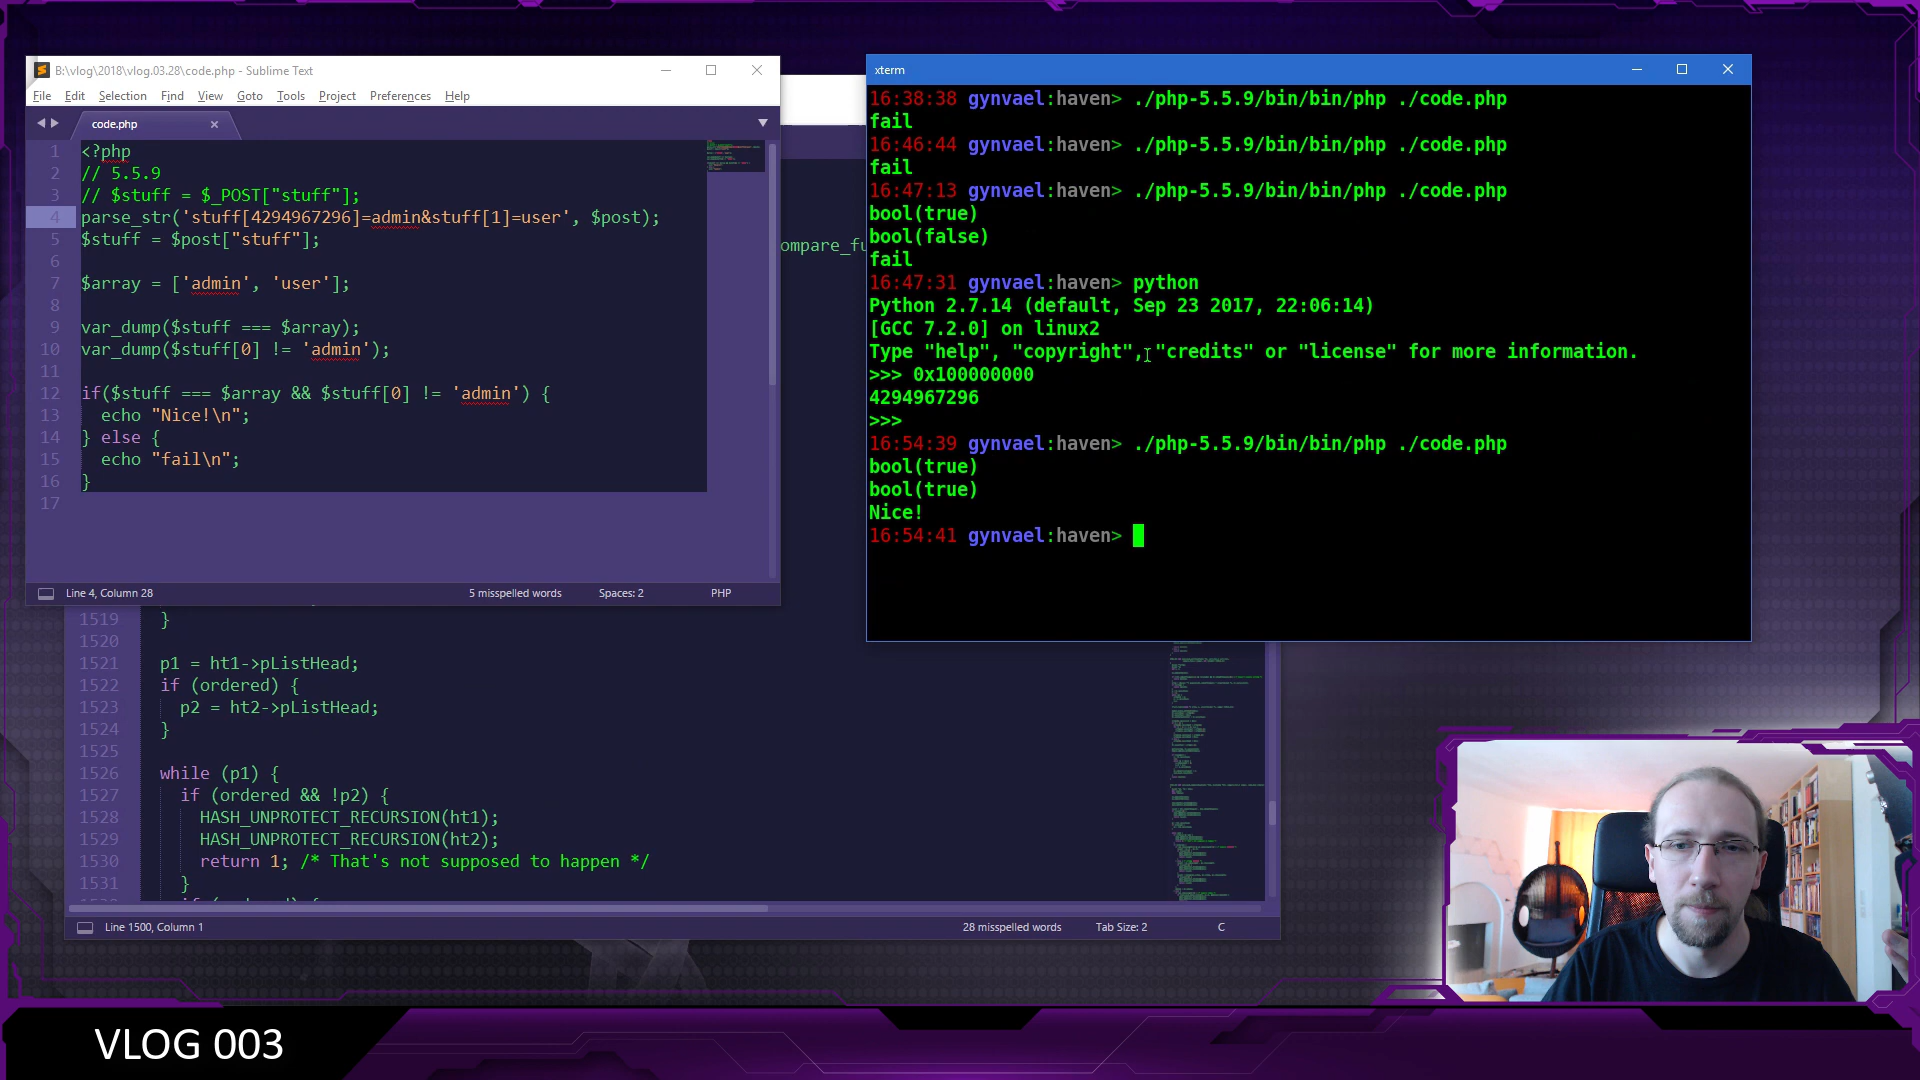 B:\vlog\2018\vlog.03.28\code.php - Sublime Text
File Edit Selection Find View Goto Tools Project Preferences Help
code.php
1 <?php
2 // 5.5.9
3 // $stuff = $_POST["stuff"];
4 parse_str('stuff[4294967296]=admin&stuff[1]=user', $post);
5 $stuff = $post["stuff"];
6
7 $array = ['admin', 'user'];
8
9 var_dump($stuff === $array);
10 var_dump($stuff[0] != 'admin');
11
12 if($stuff === $array && $stuff[0] != 'admin') {
13 echo "Nice!\n";
14 } else {
15 echo "fail\n";
16 }
17
Line 4, Column 28 5 misspelled words Spaces: 2 PHP
ompare_fu
1519 }
1520
1521 p1 = ht1->pListHead;
1522 if (ordered) {
1523 p2 = ht2->pListHead;
1524 }
1525
1526 while (p1) {
1527 if (ordered && !p2) {
1528 HASH_UNPROTECT_RECURSION(ht1);
1529 HASH_UNPROTECT_RECURSION(ht2);
1530 return 1; /* That's not supposed to happen */
1531 }
Line 1500, Column 1 28 misspelled words Tab Size: 2 C
xterm
16:38:38 gynvael:haven> ./php-5.5.9/bin/bin/php ./code.php
fail
16:46:44 gynvael:haven> ./php-5.5.9/bin/bin/php ./code.php
fail
16:47:13 gynvael:haven> ./php-5.5.9/bin/bin/php ./code.php
bool(true)
bool(false)
fail
16:47:31 gynvael:haven> python
Python 2.7.14 (default, Sep 23 2017, 22:06:14)
[GCC 7.2.0] on linux2
Type "help", "copyright", "credits" or "license" for more information.
>>> 0x100000000
4294967296
>>>
16:54:39 gynvael:haven> ./php-5.5.9/bin/bin/php ./code.php
bool(true)
bool(true)
Nice!
16:54:41 gynvael:haven>
VLOG 003